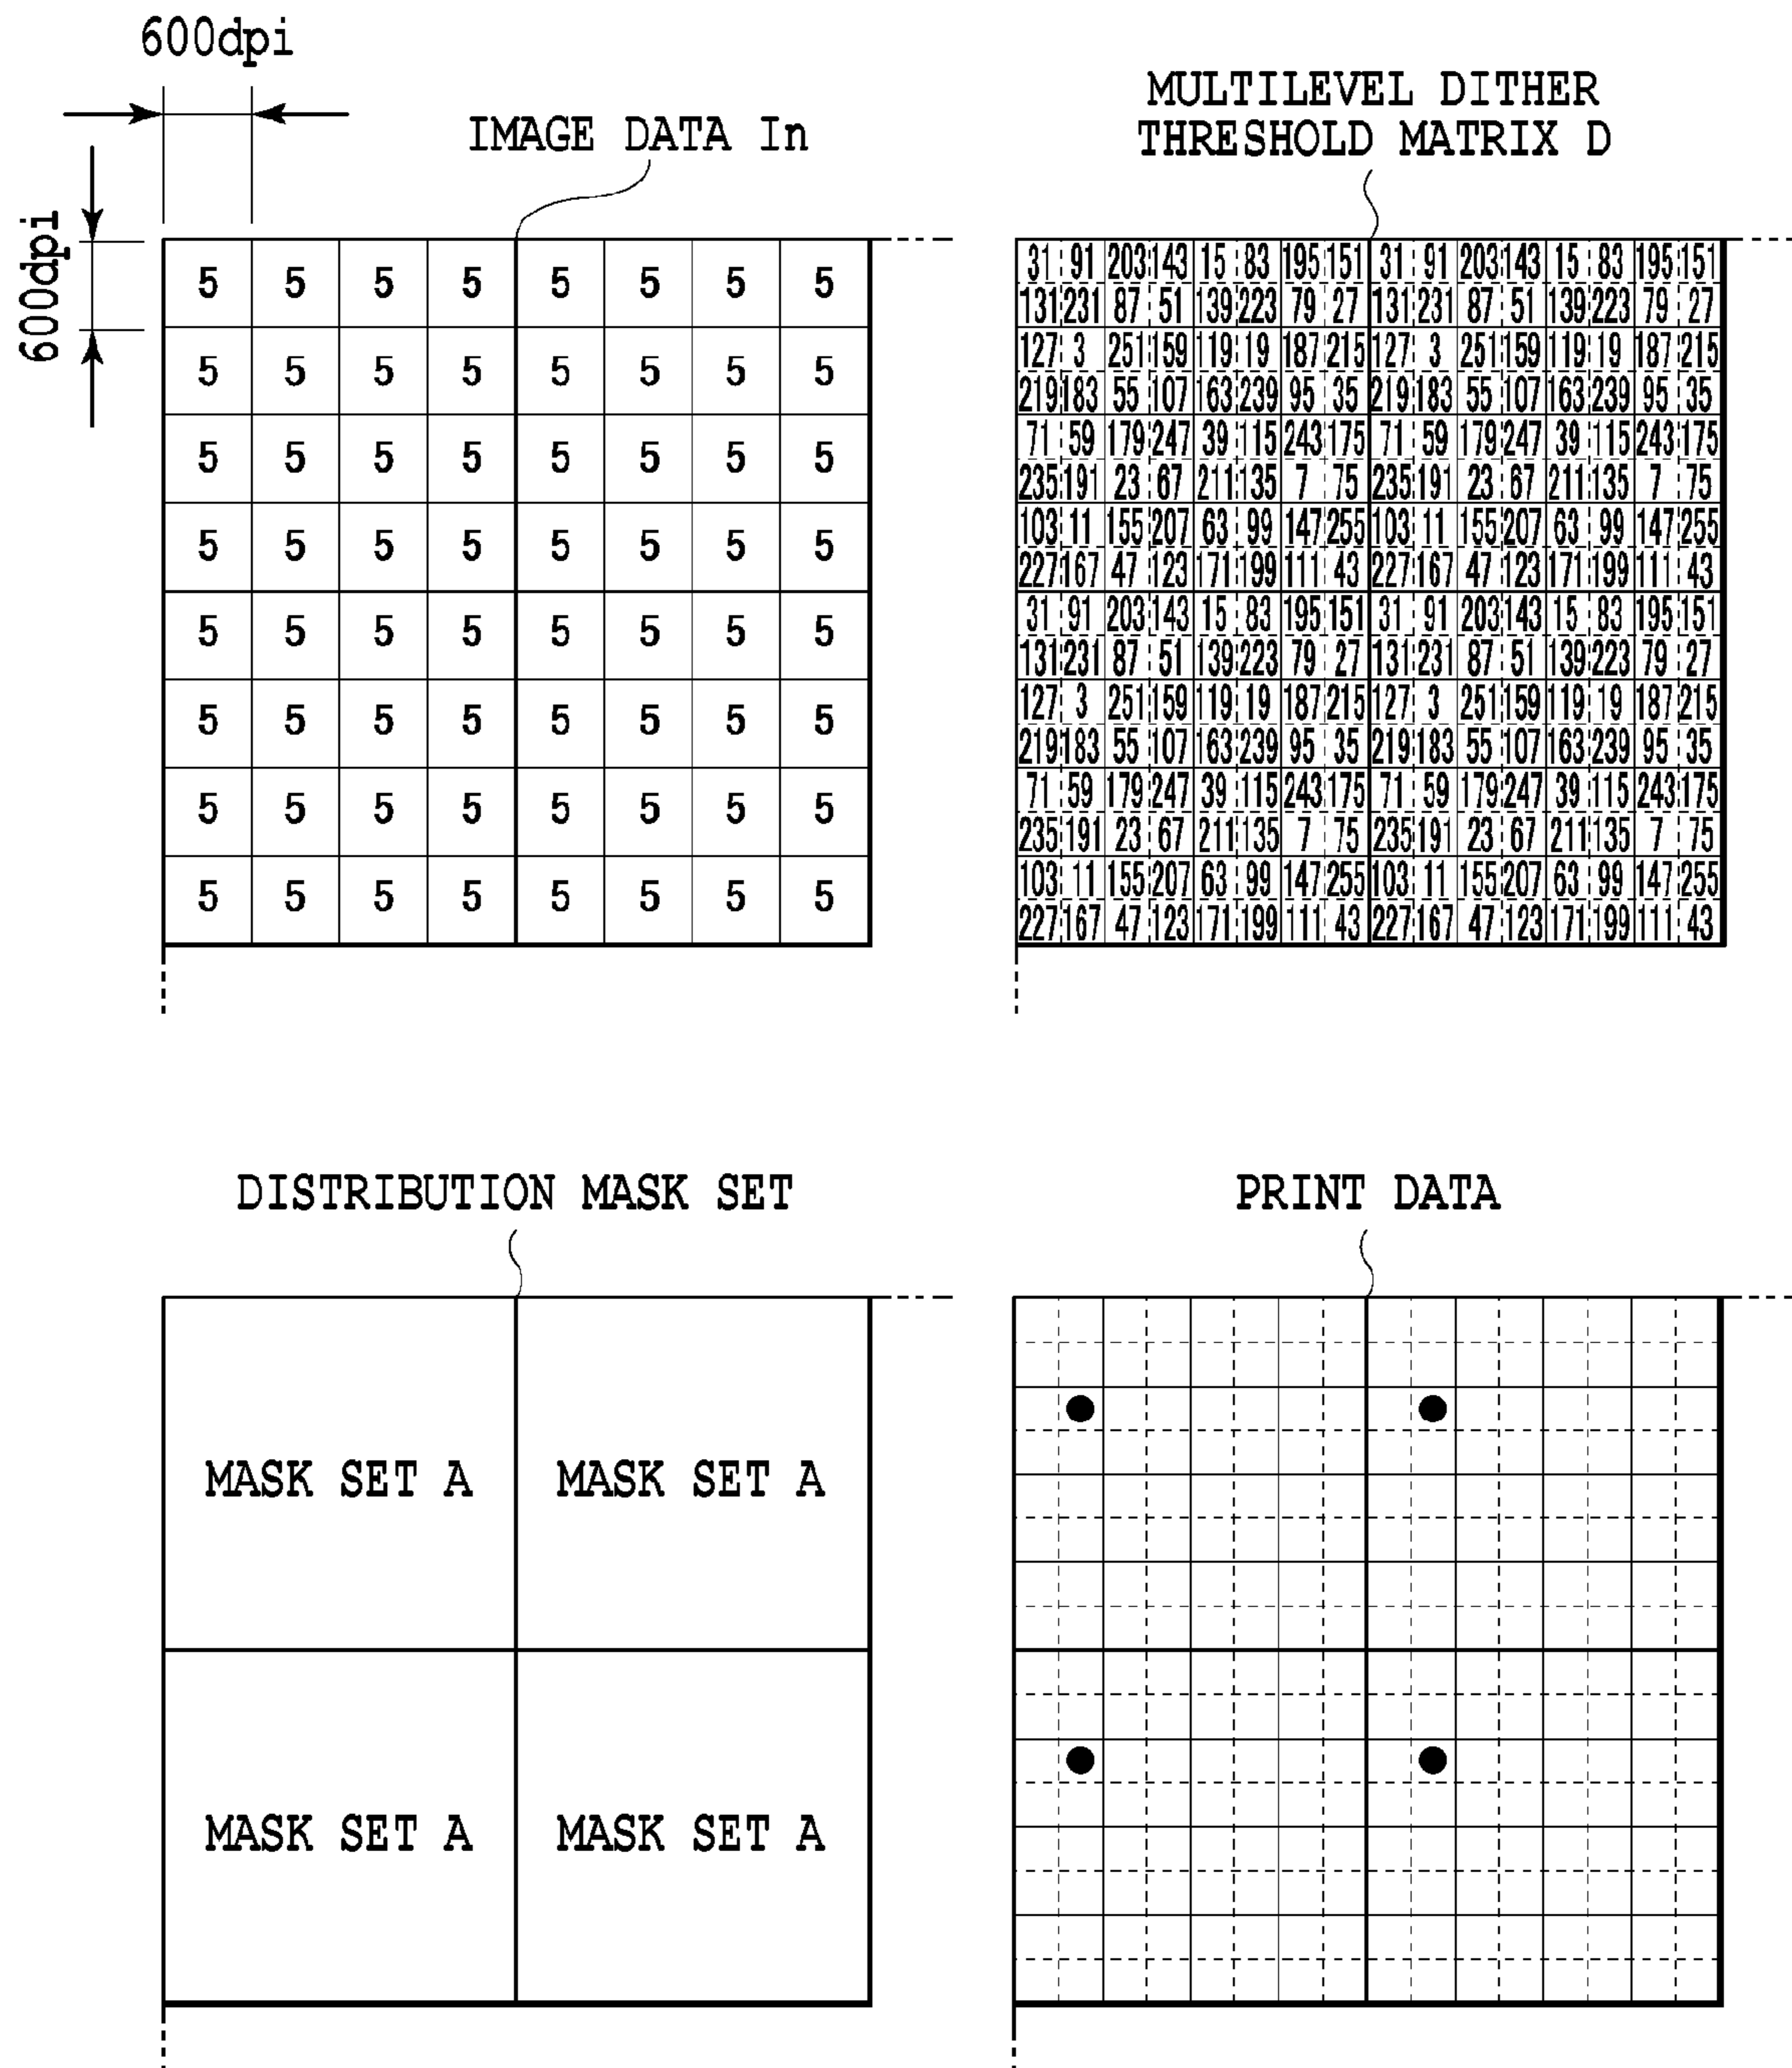 600dpi
MULTILEVEL DITHER
THRESHOLD MATRIX D
IMAGE DATA In
600dpi
5 5 5 5 5 5 5 5
5 5 5 5 5 5 5 5
5 5 5 5 5 5 5 5
5 5 5 5 5 5 5 5
5 5 5 5 5 5 5 5
5 5 5 5 5 5 5 5
5 5 5 5 5 5 5 5
5 5 5 5 5 5 5 5
31 91 203 143 15 83 195 151 31 91 203 143 15 83 195 151
131 231 87 51 139 223 79 27 131 231 87 51 139 223 79 27
127 3 251 159 119 19 187 215 127 3 251 159 119 19 187 215
219 183 55 107 163 239 95 35 219 183 55 107 163 239 95 35
71 59 179 247 39 115 243 175 71 59 179 247 39 115 243 175
235 191 23 67 211 135 7 75 235 191 23 67 211 135 7 75
103 11 155 207 63 99 147 255 103 11 155 207 63 99 147 255
227 167 47 123 171 199 111 43 227 167 47 123 171 199 111 43
31 91 203 143 15 83 195 151 31 91 203 143 15 83 195 151
131 231 87 51 139 223 79 27 131 231 87 51 139 223 79 27
127 3 251 159 119 19 187 215 127 3 251 159 119 19 187 215
219 183 55 107 163 239 95 35 219 183 55 107 163 239 95 35
71 59 179 247 39 115 243 175 71 59 179 247 39 115 243 175
235 191 23 67 211 135 7 75 235 191 23 67 211 135 7 75
103 11 155 207 63 99 147 255 103 11 155 207 63 99 147 255
227 167 47 123 171 199 111 43 227 167 47 123 171 199 111 43
DISTRIBUTION MASK SET
PRINT DATA
MASK SET A
MASK SET A
MASK SET A
MASK SET A